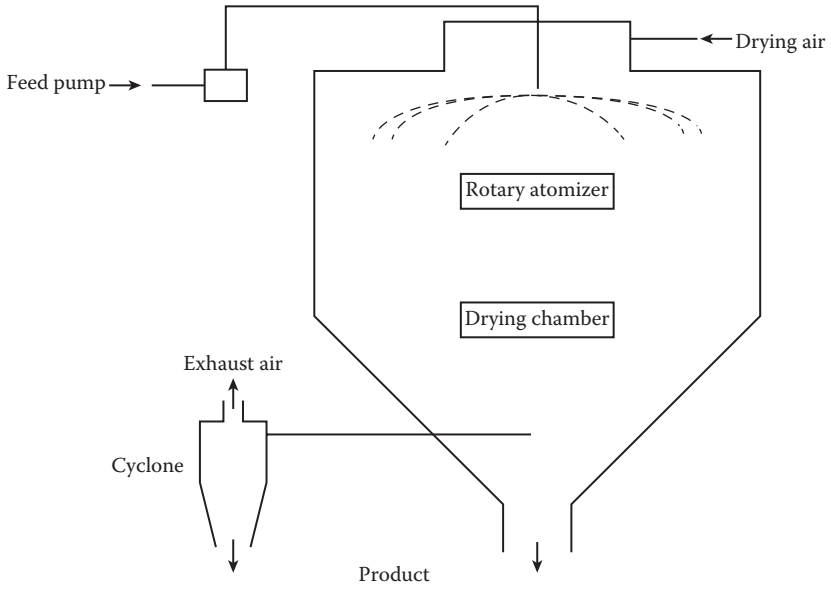 Drying air
Feed pump
Rotary atomizer
Drying chamber
Exhaust air
Cyclone
Product